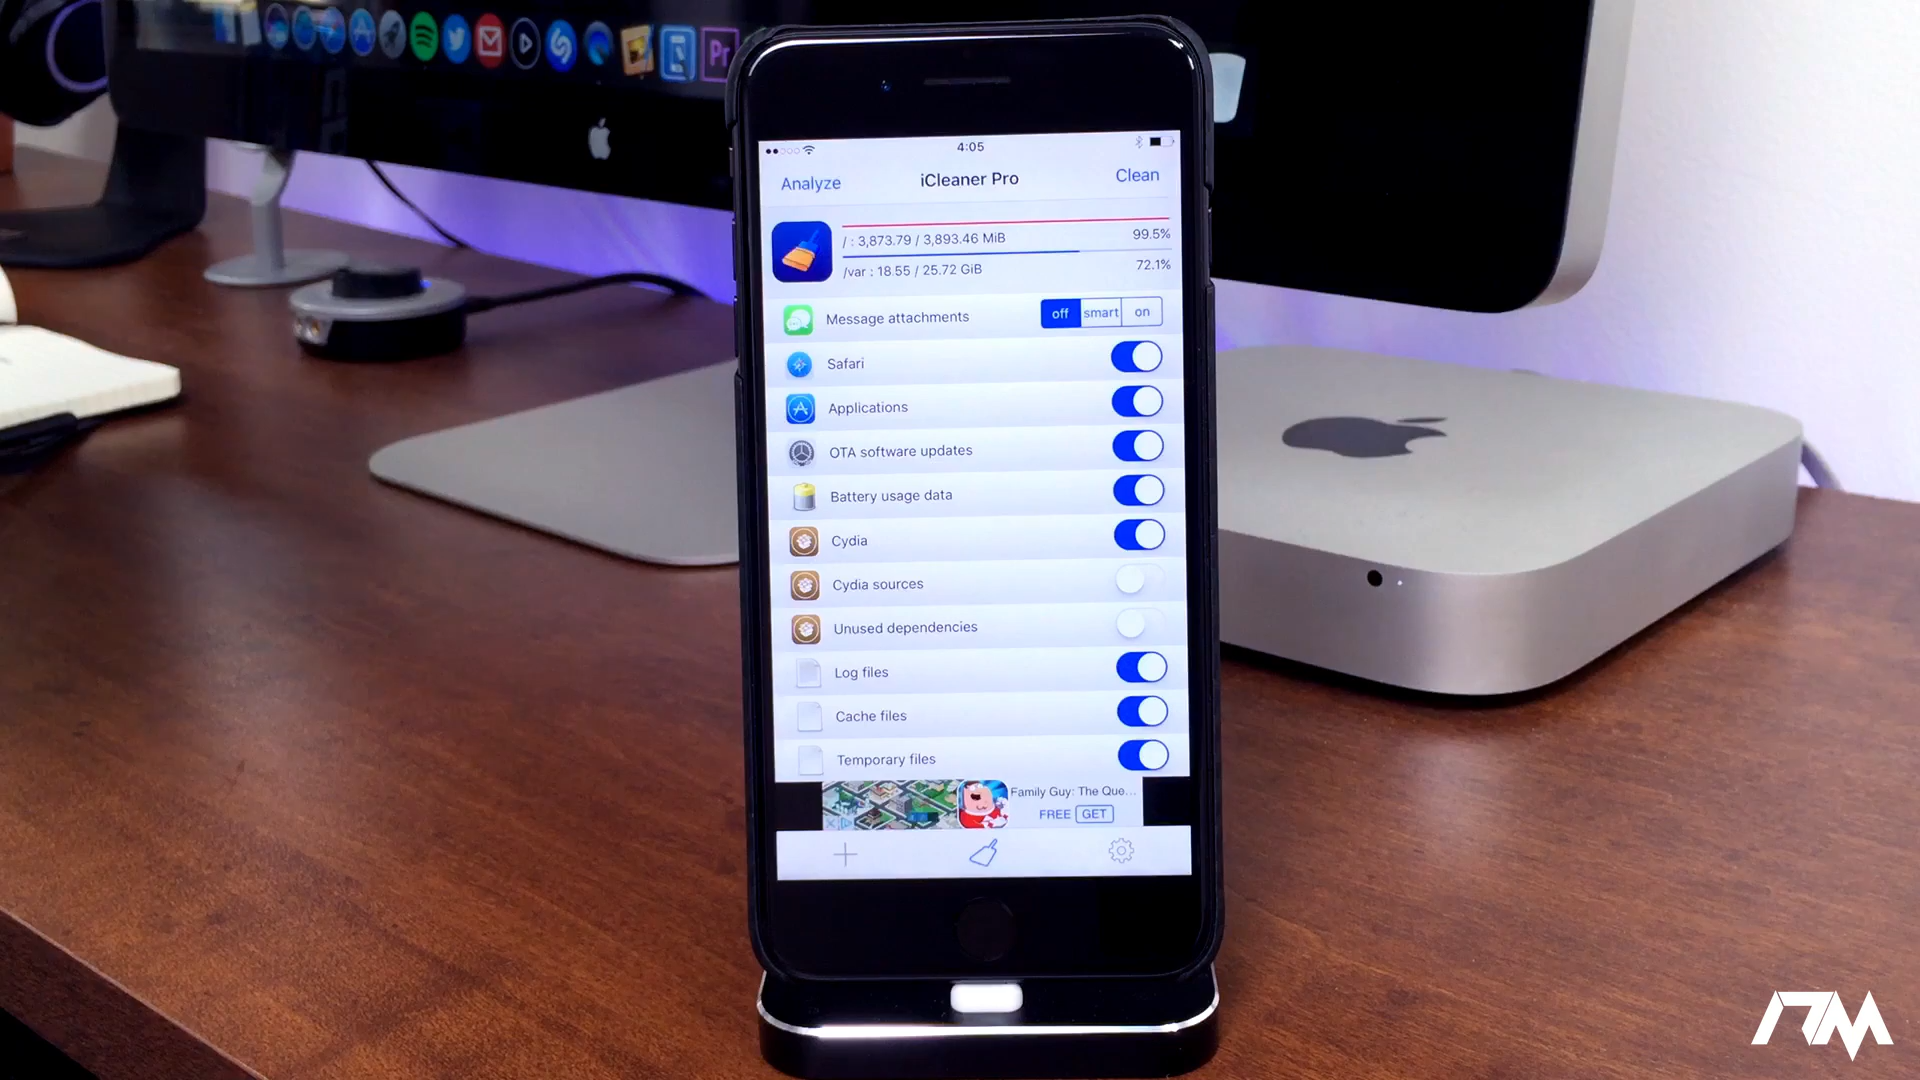 Pr
4:05
Analyze
iCleaner Pro
Clean
/ : 3,873.79 / 3,893.46 MiB
99.5%
/var : 18.55 / 25.72 GiB
72.1%
Message attachments
off smart on
Safari
Applications
OTA software updates
Battery usage data
Cydia
Cydia sources
Unused dependencies
Log files
Cache files
Temporary files
Family Guy: The Que...
FREE GET